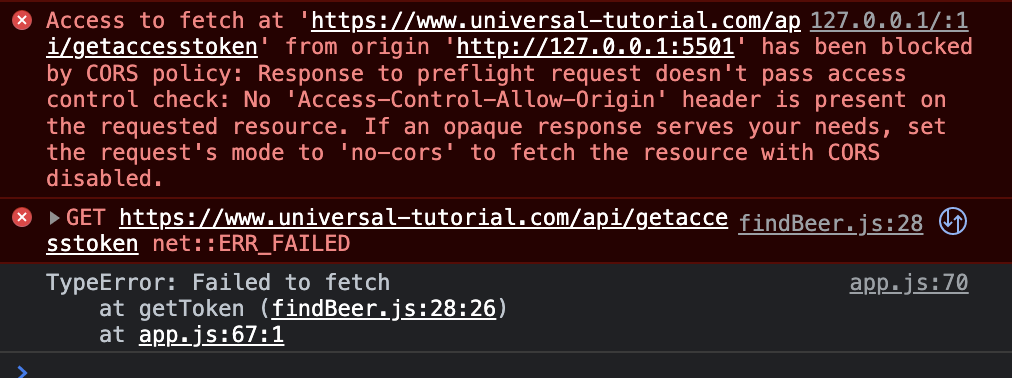 Access to fetch at 'https://www.universal-tutorial.com/ap 127.0.0.1/:1
i/getaccesstoken' from origin 'http://127.0.0.1:5501' has been blocked
by CORS policy: Response to preflight request doesn't pass access
control check: No 'Access-Control-Allow-Origin' header is present on
the requested resource. If an opaque response serves your needs, set
the request's mode to 'no-cors' to fetch the resource with CORS
disabled.
GET https://www.universal-tutorial.com/api/getacce findBeer.js:28
sstoken net::ERR_FAILED
TypeError: Failed to fetch app.js:70
at getToken (findBeer.js:28:26)
at app.js:67:1